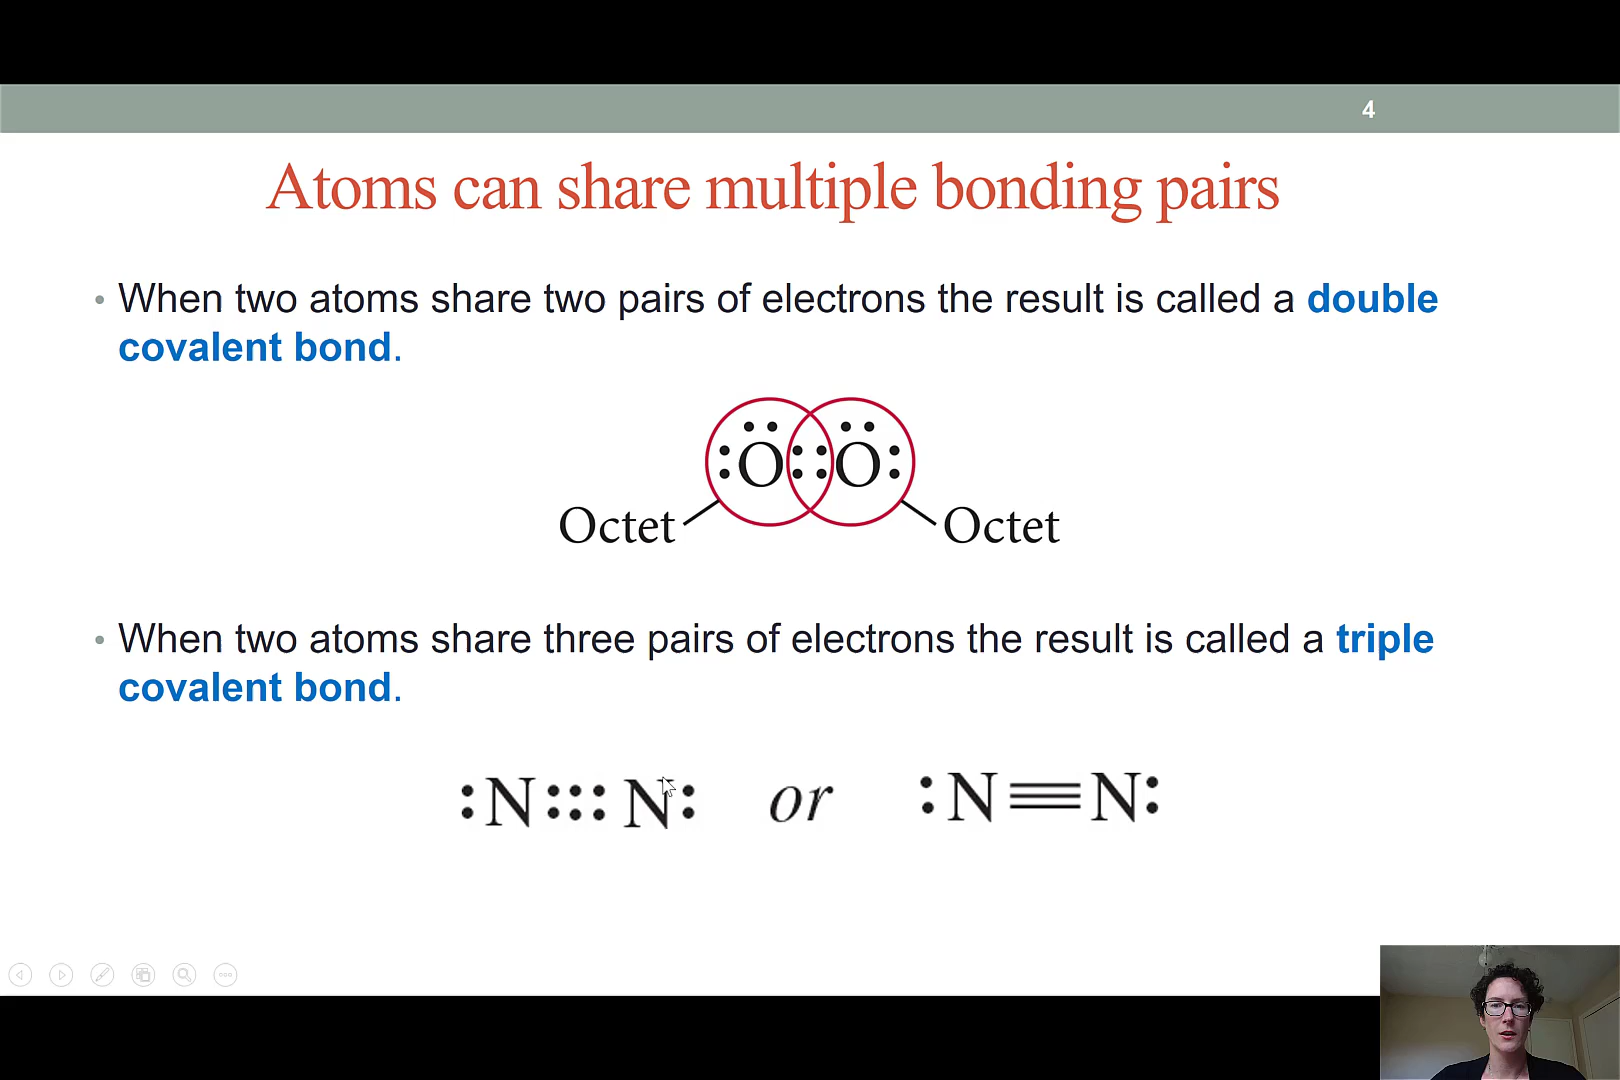 4
Atoms can share multiple bonding pairs
• When two atoms share two pairs of electrons the result is called a double
covalent bond.
:Ö::Ö:
Octet Octet
• When two atoms share three pairs of electrons the result is called a triple
covalent bond.
:N:::N: or :N≡N: